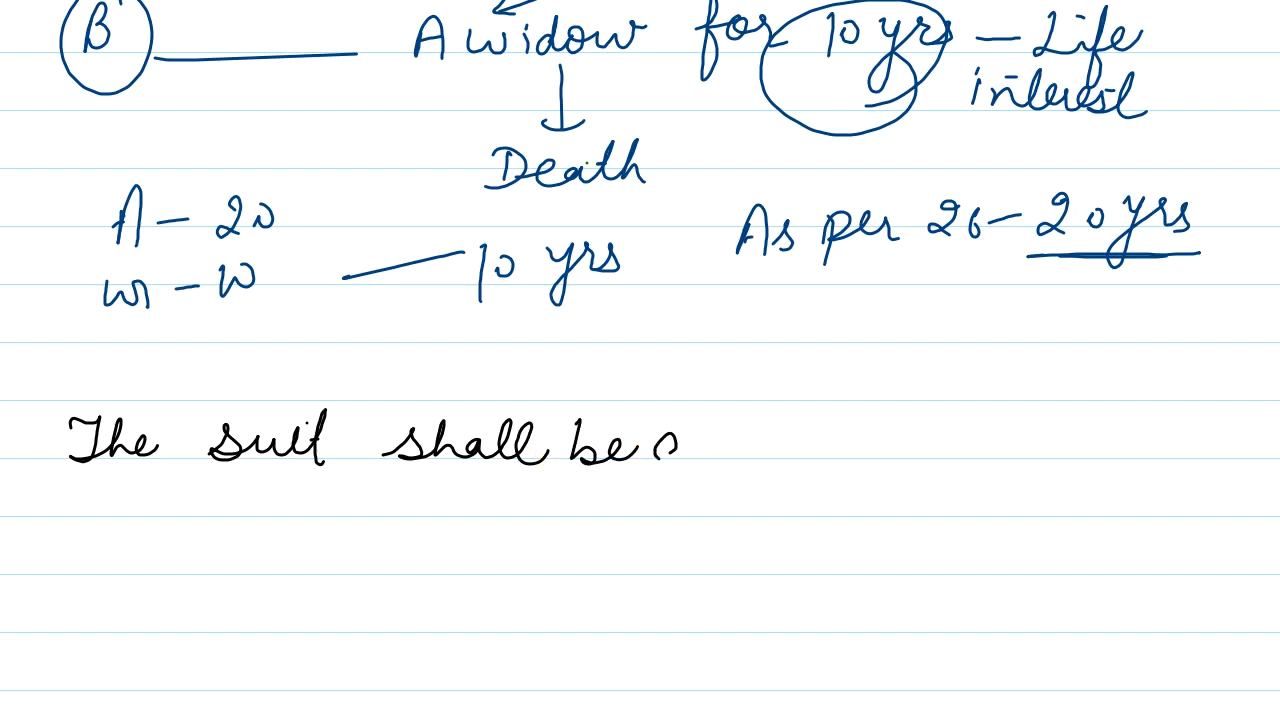 B ——— A widow for 10 yrs – Life
interest
Death
A – 20
As per 26 – 20 yrs
W – 10 yrs
The suit shall be